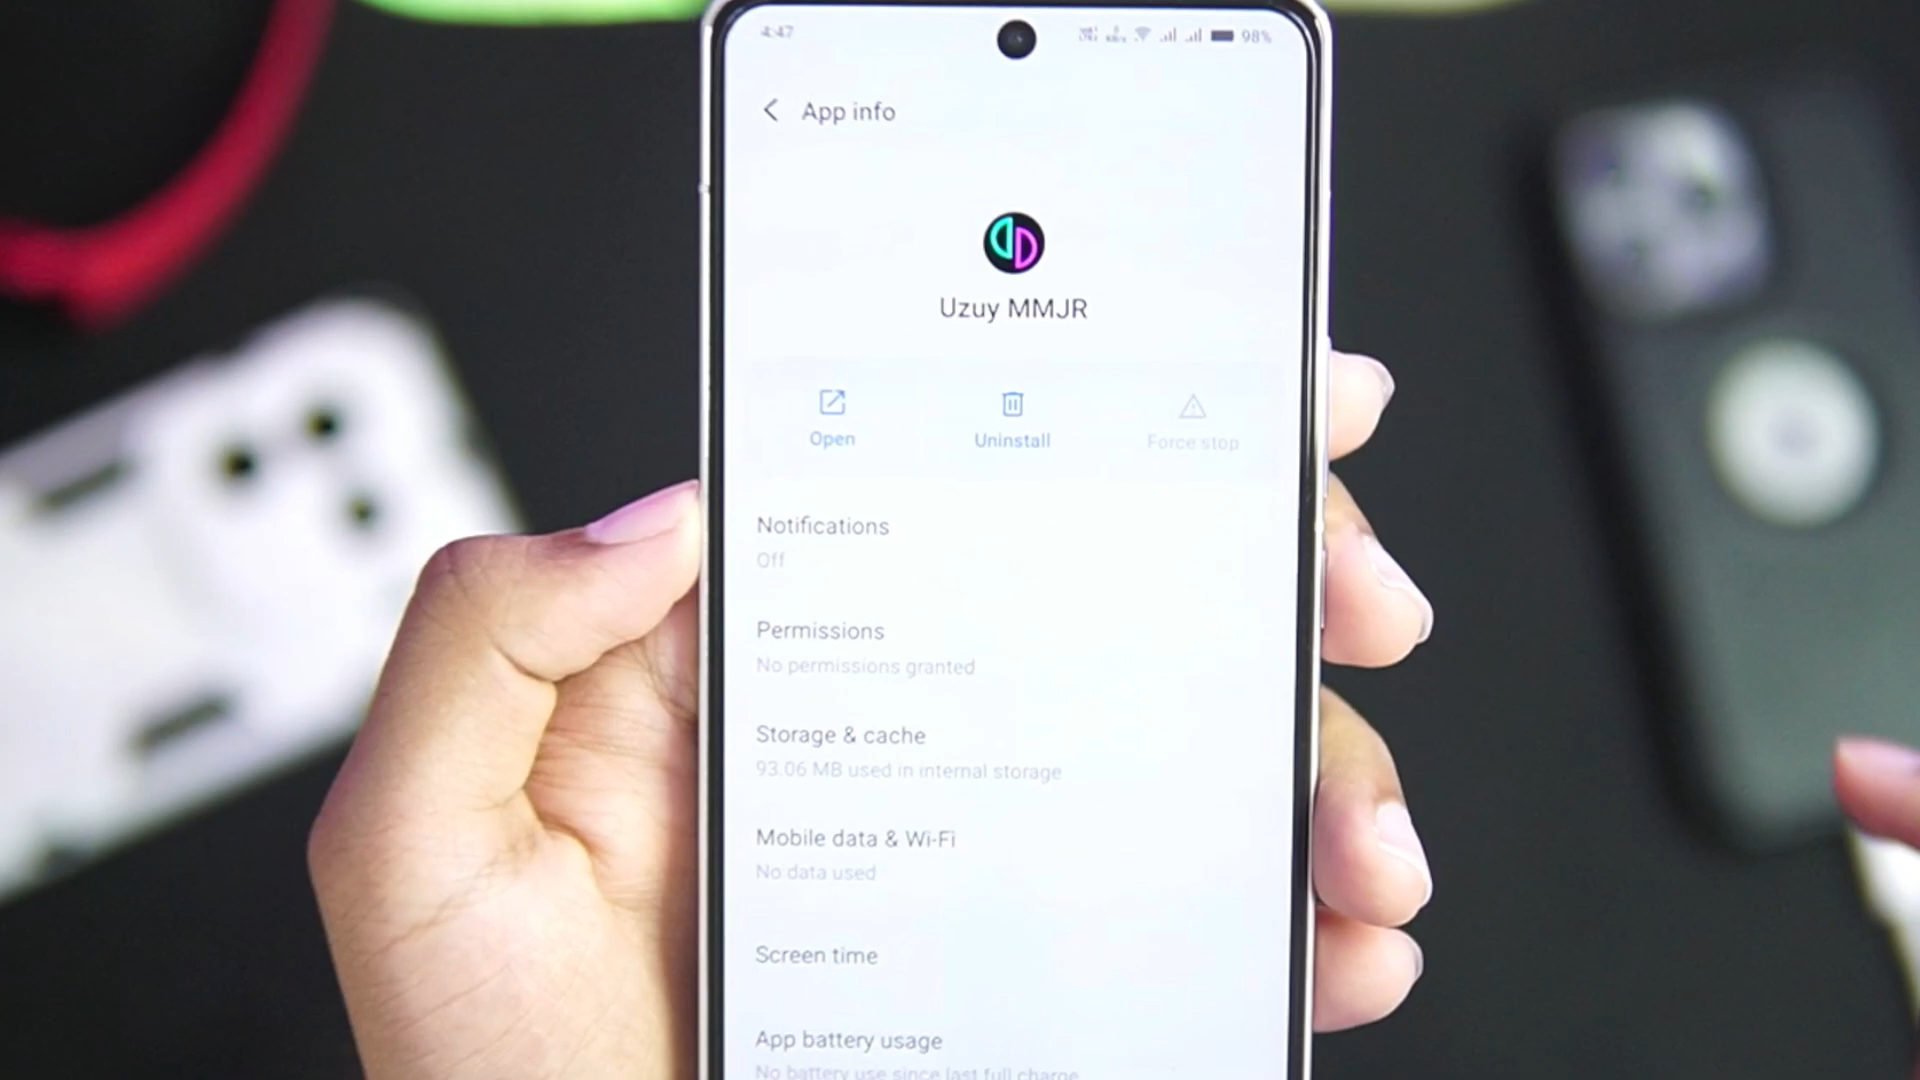 4:47
98%
App info
Uzuy MMJR
Open
Uninstall
Force stop
Notifications
Off
Permissions
No permissions granted
Storage & cache
93.06 MB used in internal storage
Mobile data & Wi-Fi
No data used
Screen time
App battery usage
No battery use since last full charge